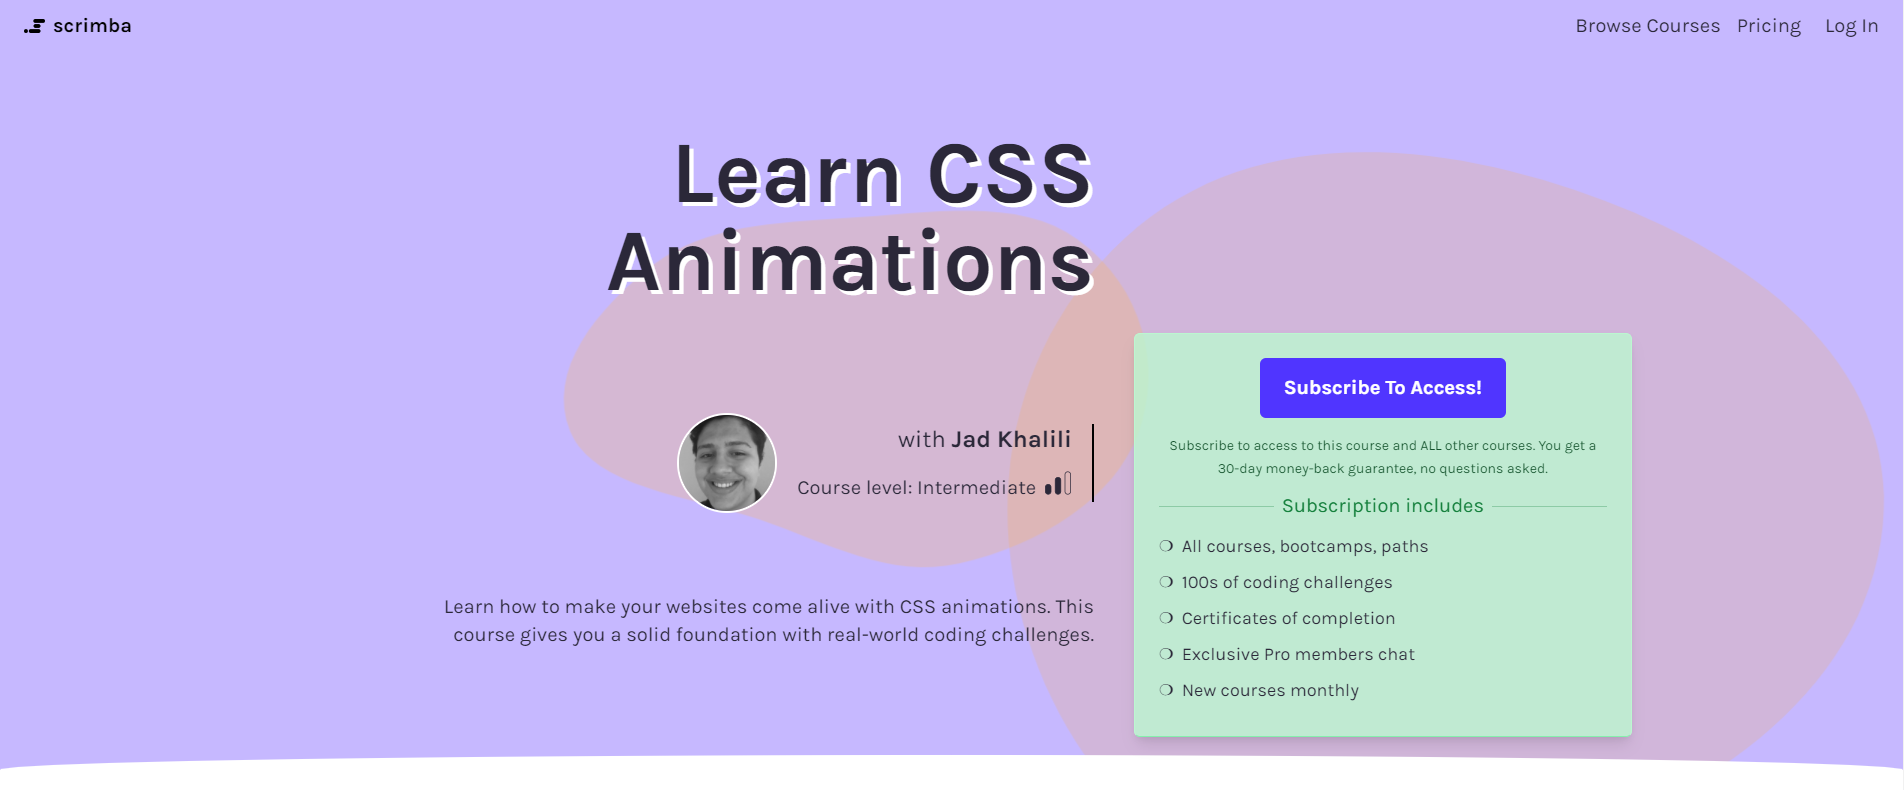 scrimba
Browse Courses Pricing Log In
Learn CSS
Animations
with Jad Khalili
Course level: Intermediate
Learn how to make your websites come alive with CSS animations. This
course gives you a solid foundation with real-world coding challenges.
Subscribe To Access!
Subscribe to access to this course and ALL other courses. You get a
30-day money-back guarantee, no questions asked.
Subscription includes
All courses, bootcamps, paths
100s of coding challenges
Certificates of completion
Exclusive Pro members chat
New courses monthly